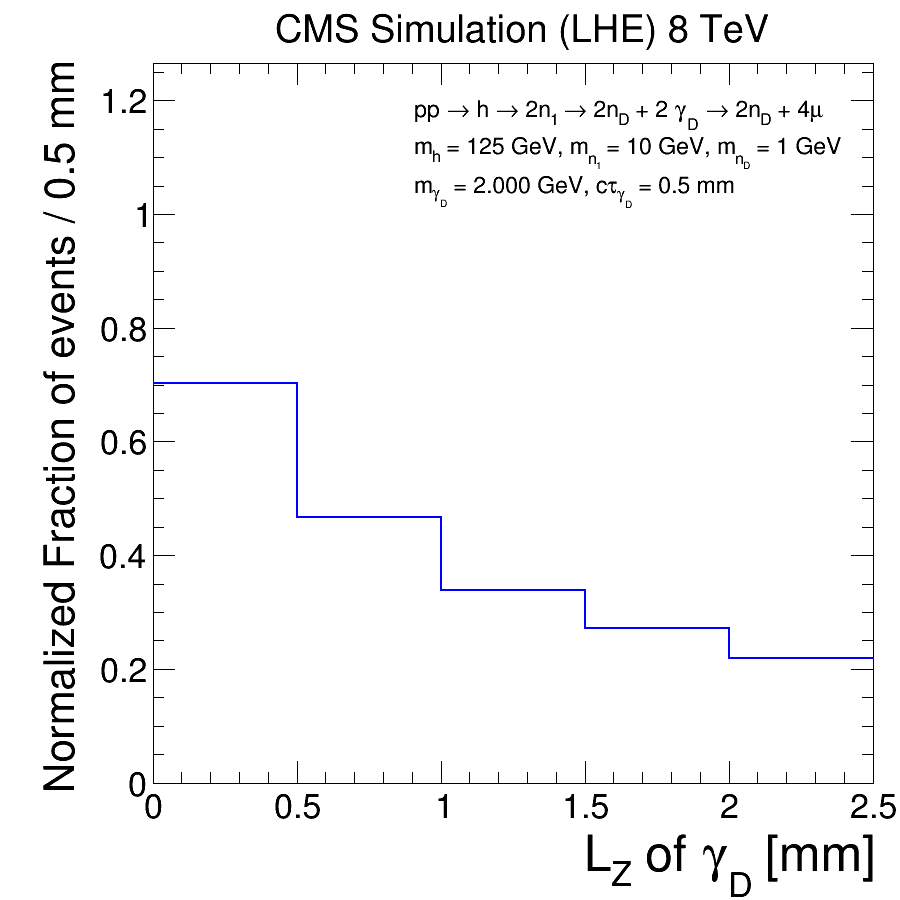 CMS Simulation (LHE) 8 TeV
pp → h → 2n₁ → 2n_D + 2 γ_D → 2n_D + 4μ
m_h = 125 GeV, m_n₁ = 10 GeV, m_n_D = 1 GeV
m_γ_D = 2.000 GeV, cτ_γ_D = 0.5 mm
Normalized Fraction of events / 0.5 mm
1.2
1
0.8
0.6
0.4
0.2
0
0 0.5 1 1.5 2 2.5
L_Z of γ_D [mm]